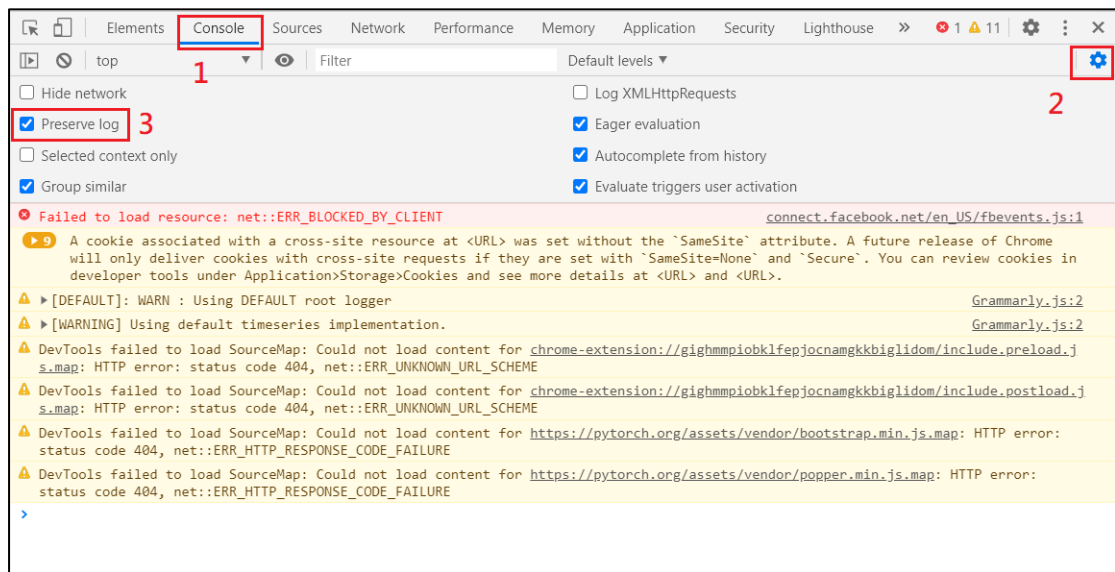 Elements Console Sources Network Performance Memory Application Security Lighthouse » 1 11
1
top Filter Default levels ▼
2
Hide network Log XMLHttpRequests
Preserve log 3 Eager evaluation
Selected context only Autocomplete from history
Group similar Evaluate triggers user activation
Failed to load resource: net::ERR_BLOCKED_BY_CLIENT connect.facebook.net/en_US/fbevents.js:1
9 A cookie associated with a cross-site resource at <URL> was set without the `SameSite` attribute. A future release of Chrome
will only deliver cookies with cross-site requests if they are set with `SameSite=None` and `Secure`. You can review cookies in
developer tools under Application>Storage>Cookies and see more details at <URL> and <URL>.
[DEFAULT]: WARN : Using DEFAULT root logger Grammarly.js:2
[WARNING] Using default timeseries implementation. Grammarly.js:2
DevTools failed to load SourceMap: Could not load content for chrome-extension://gighmmpiobklfepjocnamgkkbiglidom/include.preload.j
s.map: HTTP error: status code 404, net::ERR_UNKNOWN_URL_SCHEME
DevTools failed to load SourceMap: Could not load content for chrome-extension://gighmmpiobklfepjocnamgkkbiglidom/include.postload.j
s.map: HTTP error: status code 404, net::ERR_UNKNOWN_URL_SCHEME
DevTools failed to load SourceMap: Could not load content for https://pytorch.org/assets/vendor/bootstrap.min.js.map: HTTP error:
status code 404, net::ERR_HTTP_RESPONSE_CODE_FAILURE
DevTools failed to load SourceMap: Could not load content for https://pytorch.org/assets/vendor/popper.min.js.map: HTTP error:
status code 404, net::ERR_HTTP_RESPONSE_CODE_FAILURE